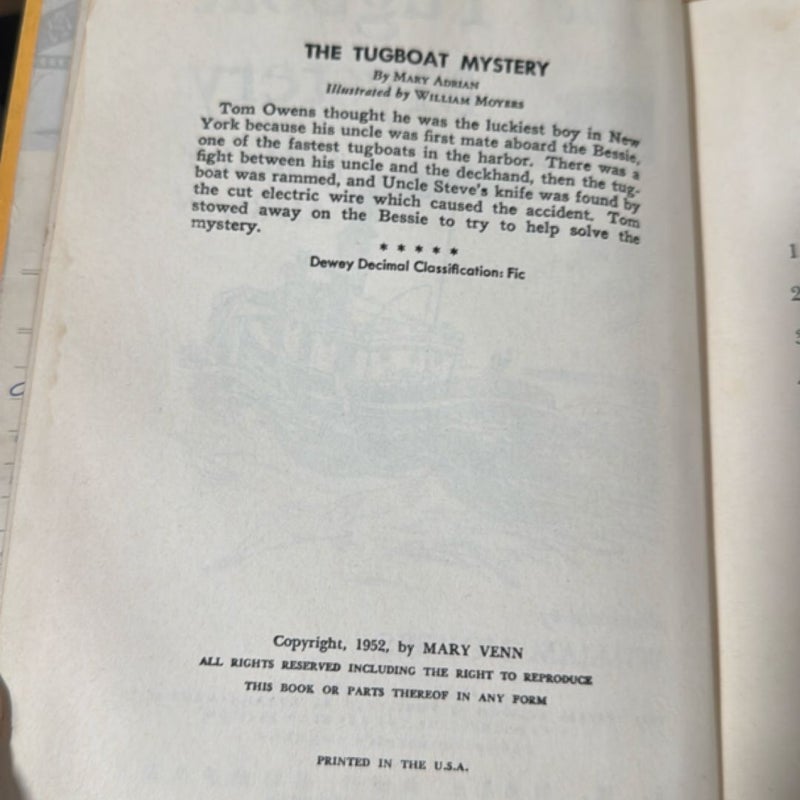 THE TUGBOAT MYSTERY
By MARY ADRIAN
Illustrated by WILLIAM MOYERS
Tom Owens thought he was the luckiest boy in New
York because his uncle was first mate aboard the Bessie,
one of the fastest tugboats in the harbor. There was a
fight between his uncle and the deckhand, then the tug-
boat was rammed, and Uncle Steve's knife was found by
the cut electric wire which caused the accident. Tom
stowed away on the Bessie to try to help solve the
mystery.
* * * * *
Dewey Decimal Classification: Fic
Copyright, 1952, by MARY VENN
ALL RIGHTS RESERVED INCLUDING THE RIGHT TO REPRODUCE
THIS BOOK OR PARTS THEREOF IN ANY FORM
PRINTED IN THE U.S.A.
1
2